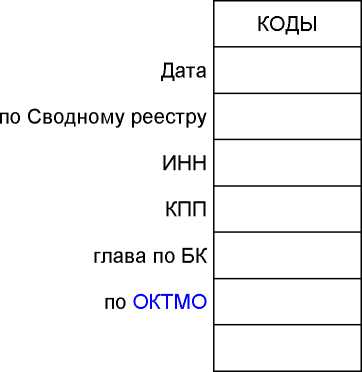 КОДЫ
Дата
по Сводному реестру
ИНН
КПП
глава по БК
по ОКТМО